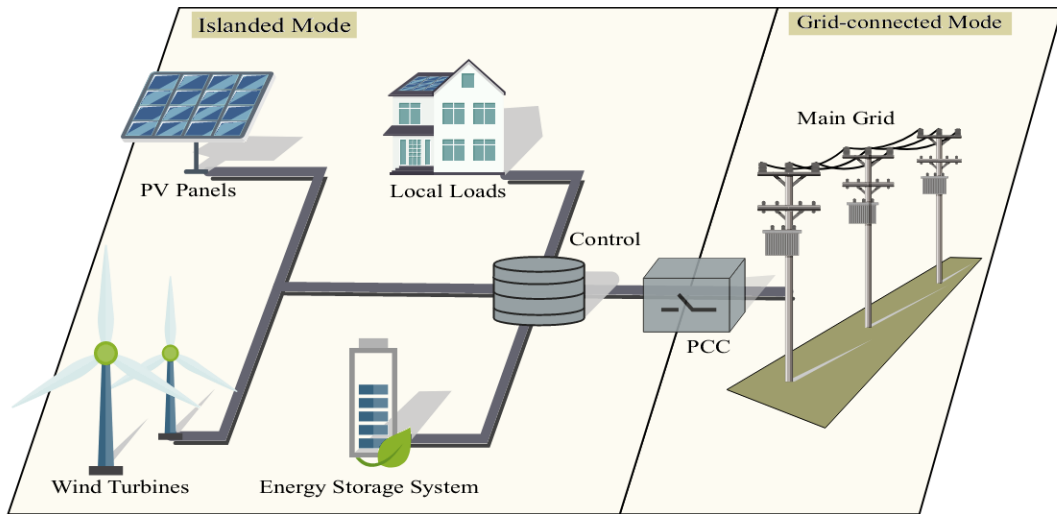 Islanded Mode
Grid-connected Mode
Main Grid
PV Panels
Local Loads
Control
PCC
Wind Turbines
Energy Storage System